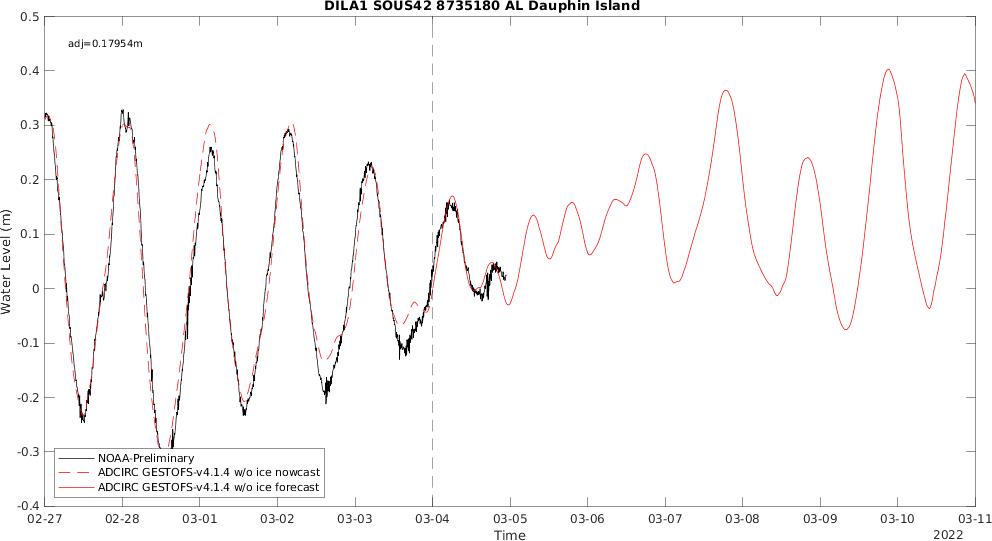 DILA1 SOUS42 8735180 AL Dauphin Island
adj=0.17954m
0.5
0.4
0.3
0.2
0.1
0
-0.1
-0.2
-0.3
-0.4
Water Level (m)
NOAA-Preliminary
ADCIRC GESTOFS-v4.1.4 w/o ice nowcast
ADCIRC GESTOFS-v4.1.4 w/o ice forecast
02-27 02-28 03-01 03-02 03-03 03-04 03-05 03-06 03-07 03-08 03-09 03-10 03-11
Time
2022